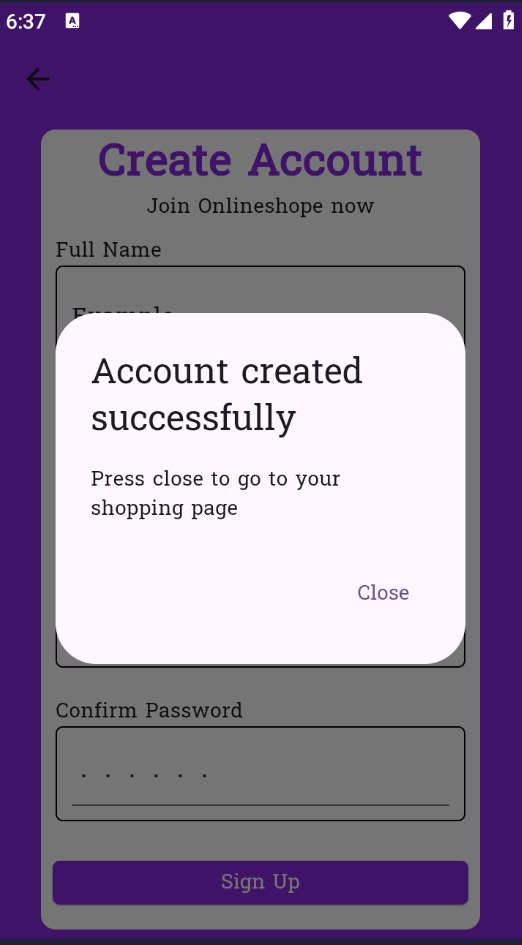 6:37
Create Account
Join Onlineshope now
Full Name
Example
Account created
successfully
Press close to go to your
shopping page
Close
Confirm Password
. . . . . .
Sign Up